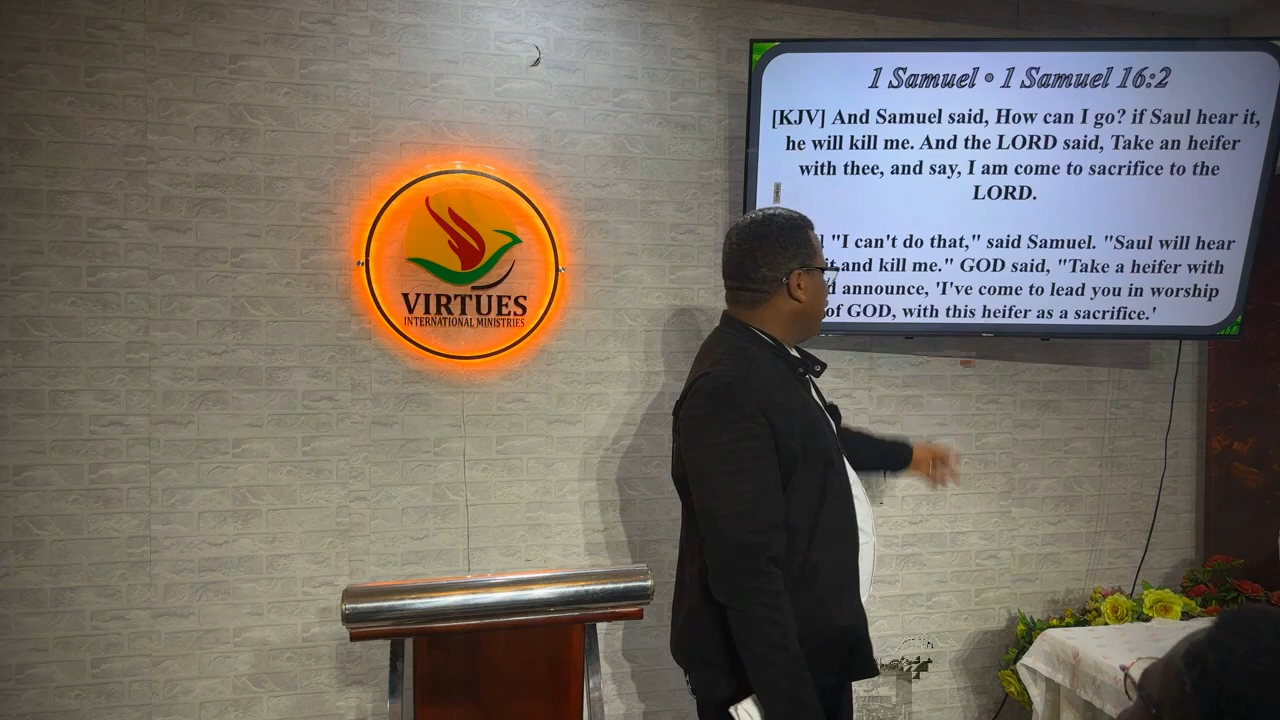 VIRTUES
INTERNATIONAL MINISTRIES
1 Samuel • 1 Samuel 16:2
[KJV] And Samuel said, How can I go? if Saul hear it,
he will kill me. And the LORD said, Take an heifer
with thee, and say, I am come to sacrifice to the
LORD.
"I can't do that," said Samuel. "Saul will hear
it and kill me." GOD said, "Take a heifer with
announce, 'I've come to lead you in worship
of GOD, with this heifer as a sacrifice.'